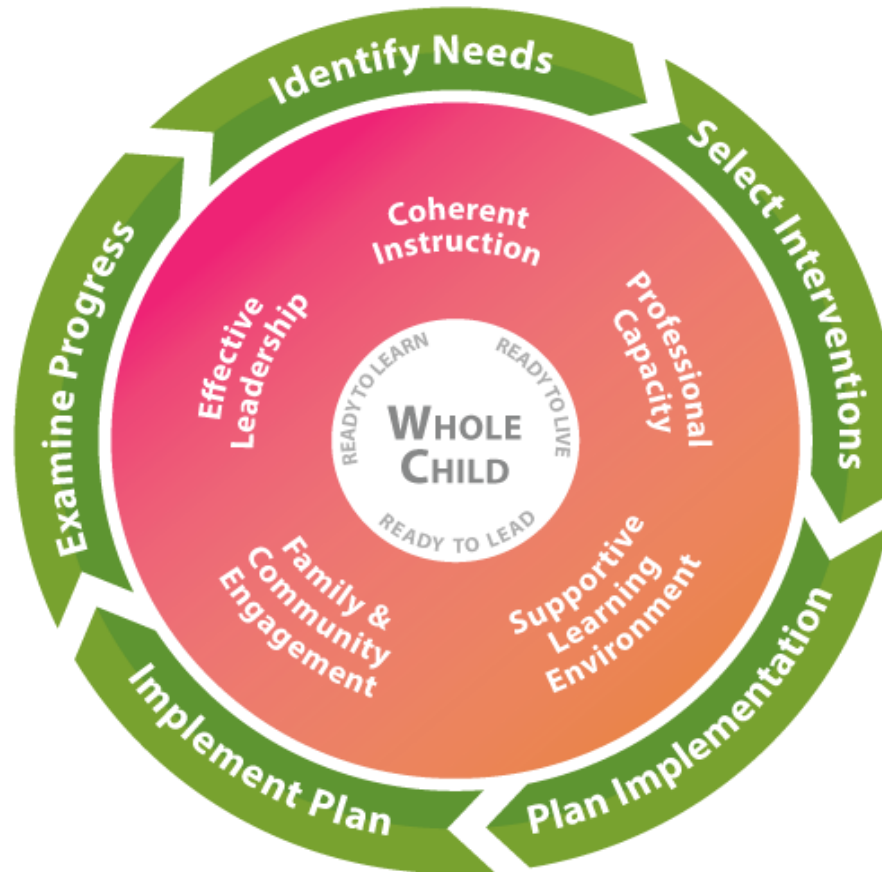 Identify Needs
Select Interventions
Plan Implementation
Implement Plan
Examine Progress
Coherent
Instruction
Professional
Capacity
Supportive
Learning
Environment
Family &
Community
Engagement
Effective
Leadership
READY TO LEARN
READY TO LIVE
READY TO LEAD
WHOLE
CHILD